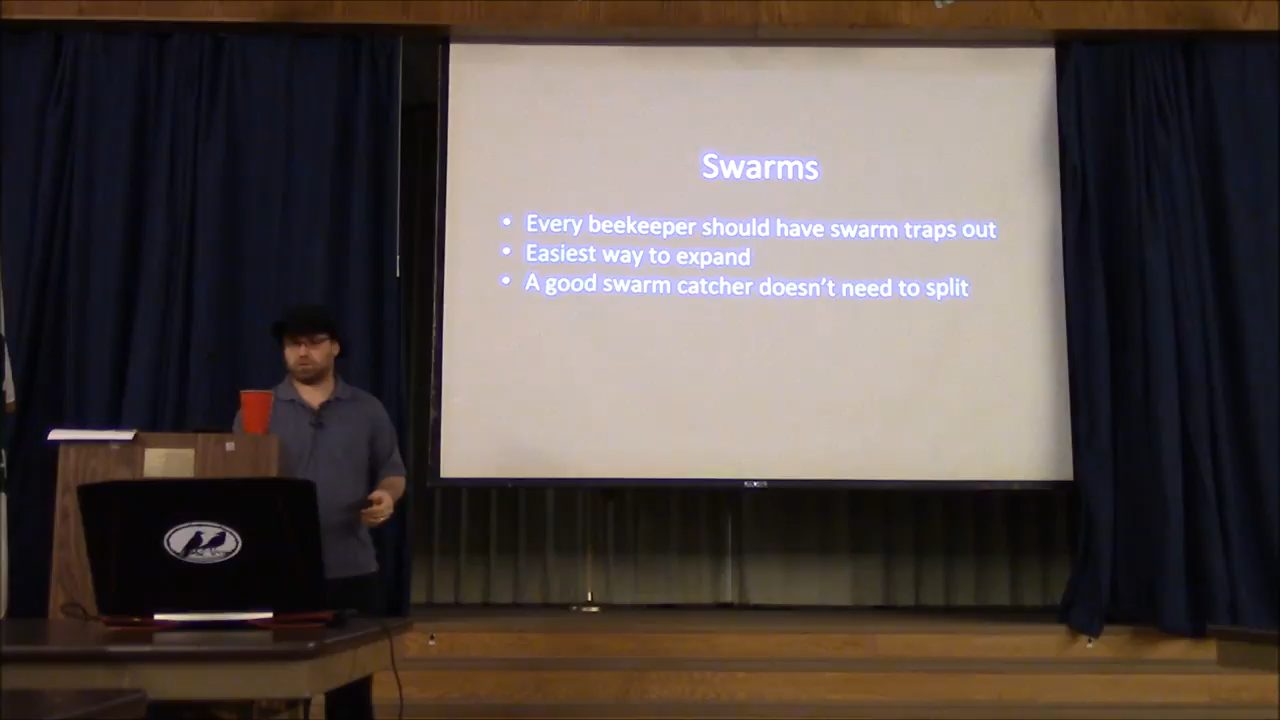 Swarms
• Every beekeeper should have swarm traps out
• Easiest way to expand
• A good swarm catcher doesn't need to split